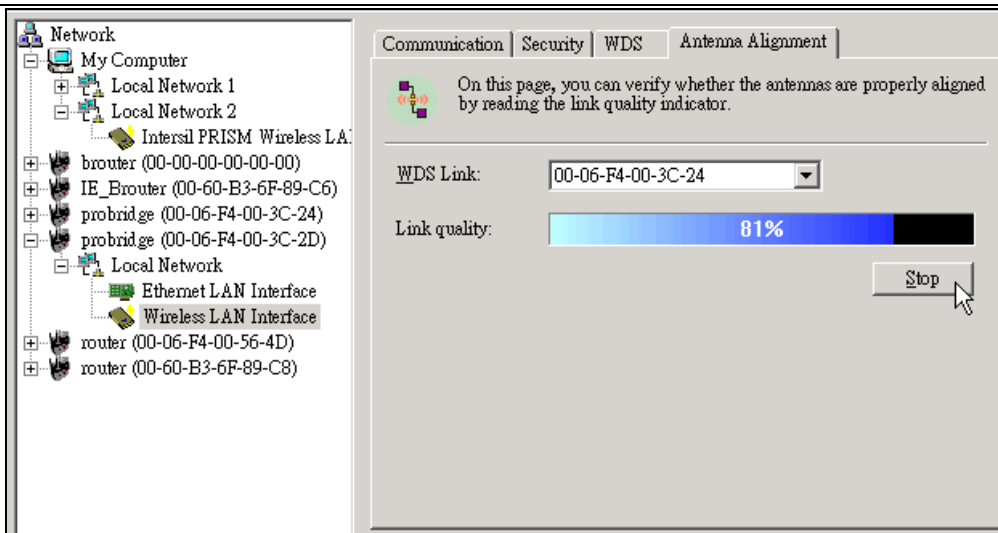 Network
My Computer
Local Network 1
Local Network 2
Intersil PRISM Wireless LA
brouter (00-00-00-00-00-00)
IE_Brouter (00-60-B3-6F-89-C6)
probridge (00-06-F4-00-3C-24)
probridge (00-06-F4-00-3C-2D)
Local Network
Ethernet LAN Interface
Wireless LAN Interface
router (00-06-F4-00-56-4D)
router (00-60-B3-6F-89-C8)
Communication Security WDS Antenna Alignment
On this page, you can verify whether the antennas are properly aligned
by reading the link quality indicator.
WDS Link: 00-06-F4-00-3C-24
Link quality: 81%
Stop